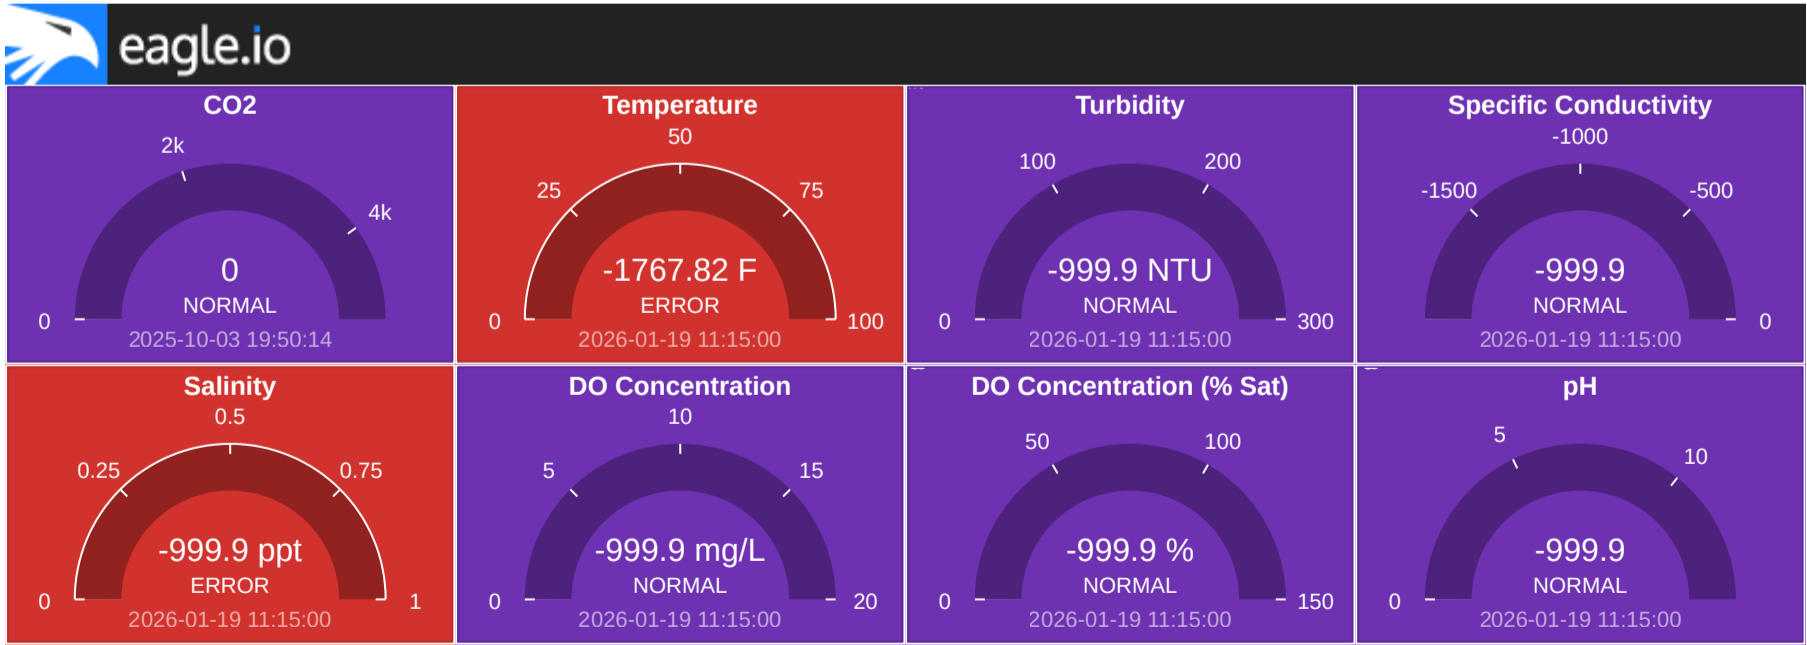 eagle.io
CO2
2k
4k
0
NORMAL
0
2025-10-03 19:50:14
Temperature
50
25
75
-1767.82 F
ERROR
0
100
2026-01-19 11:15:00
Turbidity
100
200
-999.9 NTU
NORMAL
0
300
2026-01-19 11:15:00
Specific Conductivity
-1000
-1500
-500
-999.9
NORMAL
0
2026-01-19 11:15:00
Salinity
0.5
0.25
0.75
-999.9 ppt
ERROR
0
1
2026-01-19 11:15:00
DO Concentration
10
5
15
-999.9 mg/L
NORMAL
0
20
2026-01-19 11:15:00
DO Concentration (% Sat)
50
100
-999.9 %
NORMAL
0
150
2026-01-19 11:15:00
pH
5
10
-999.9
NORMAL
0
2026-01-19 11:15:00